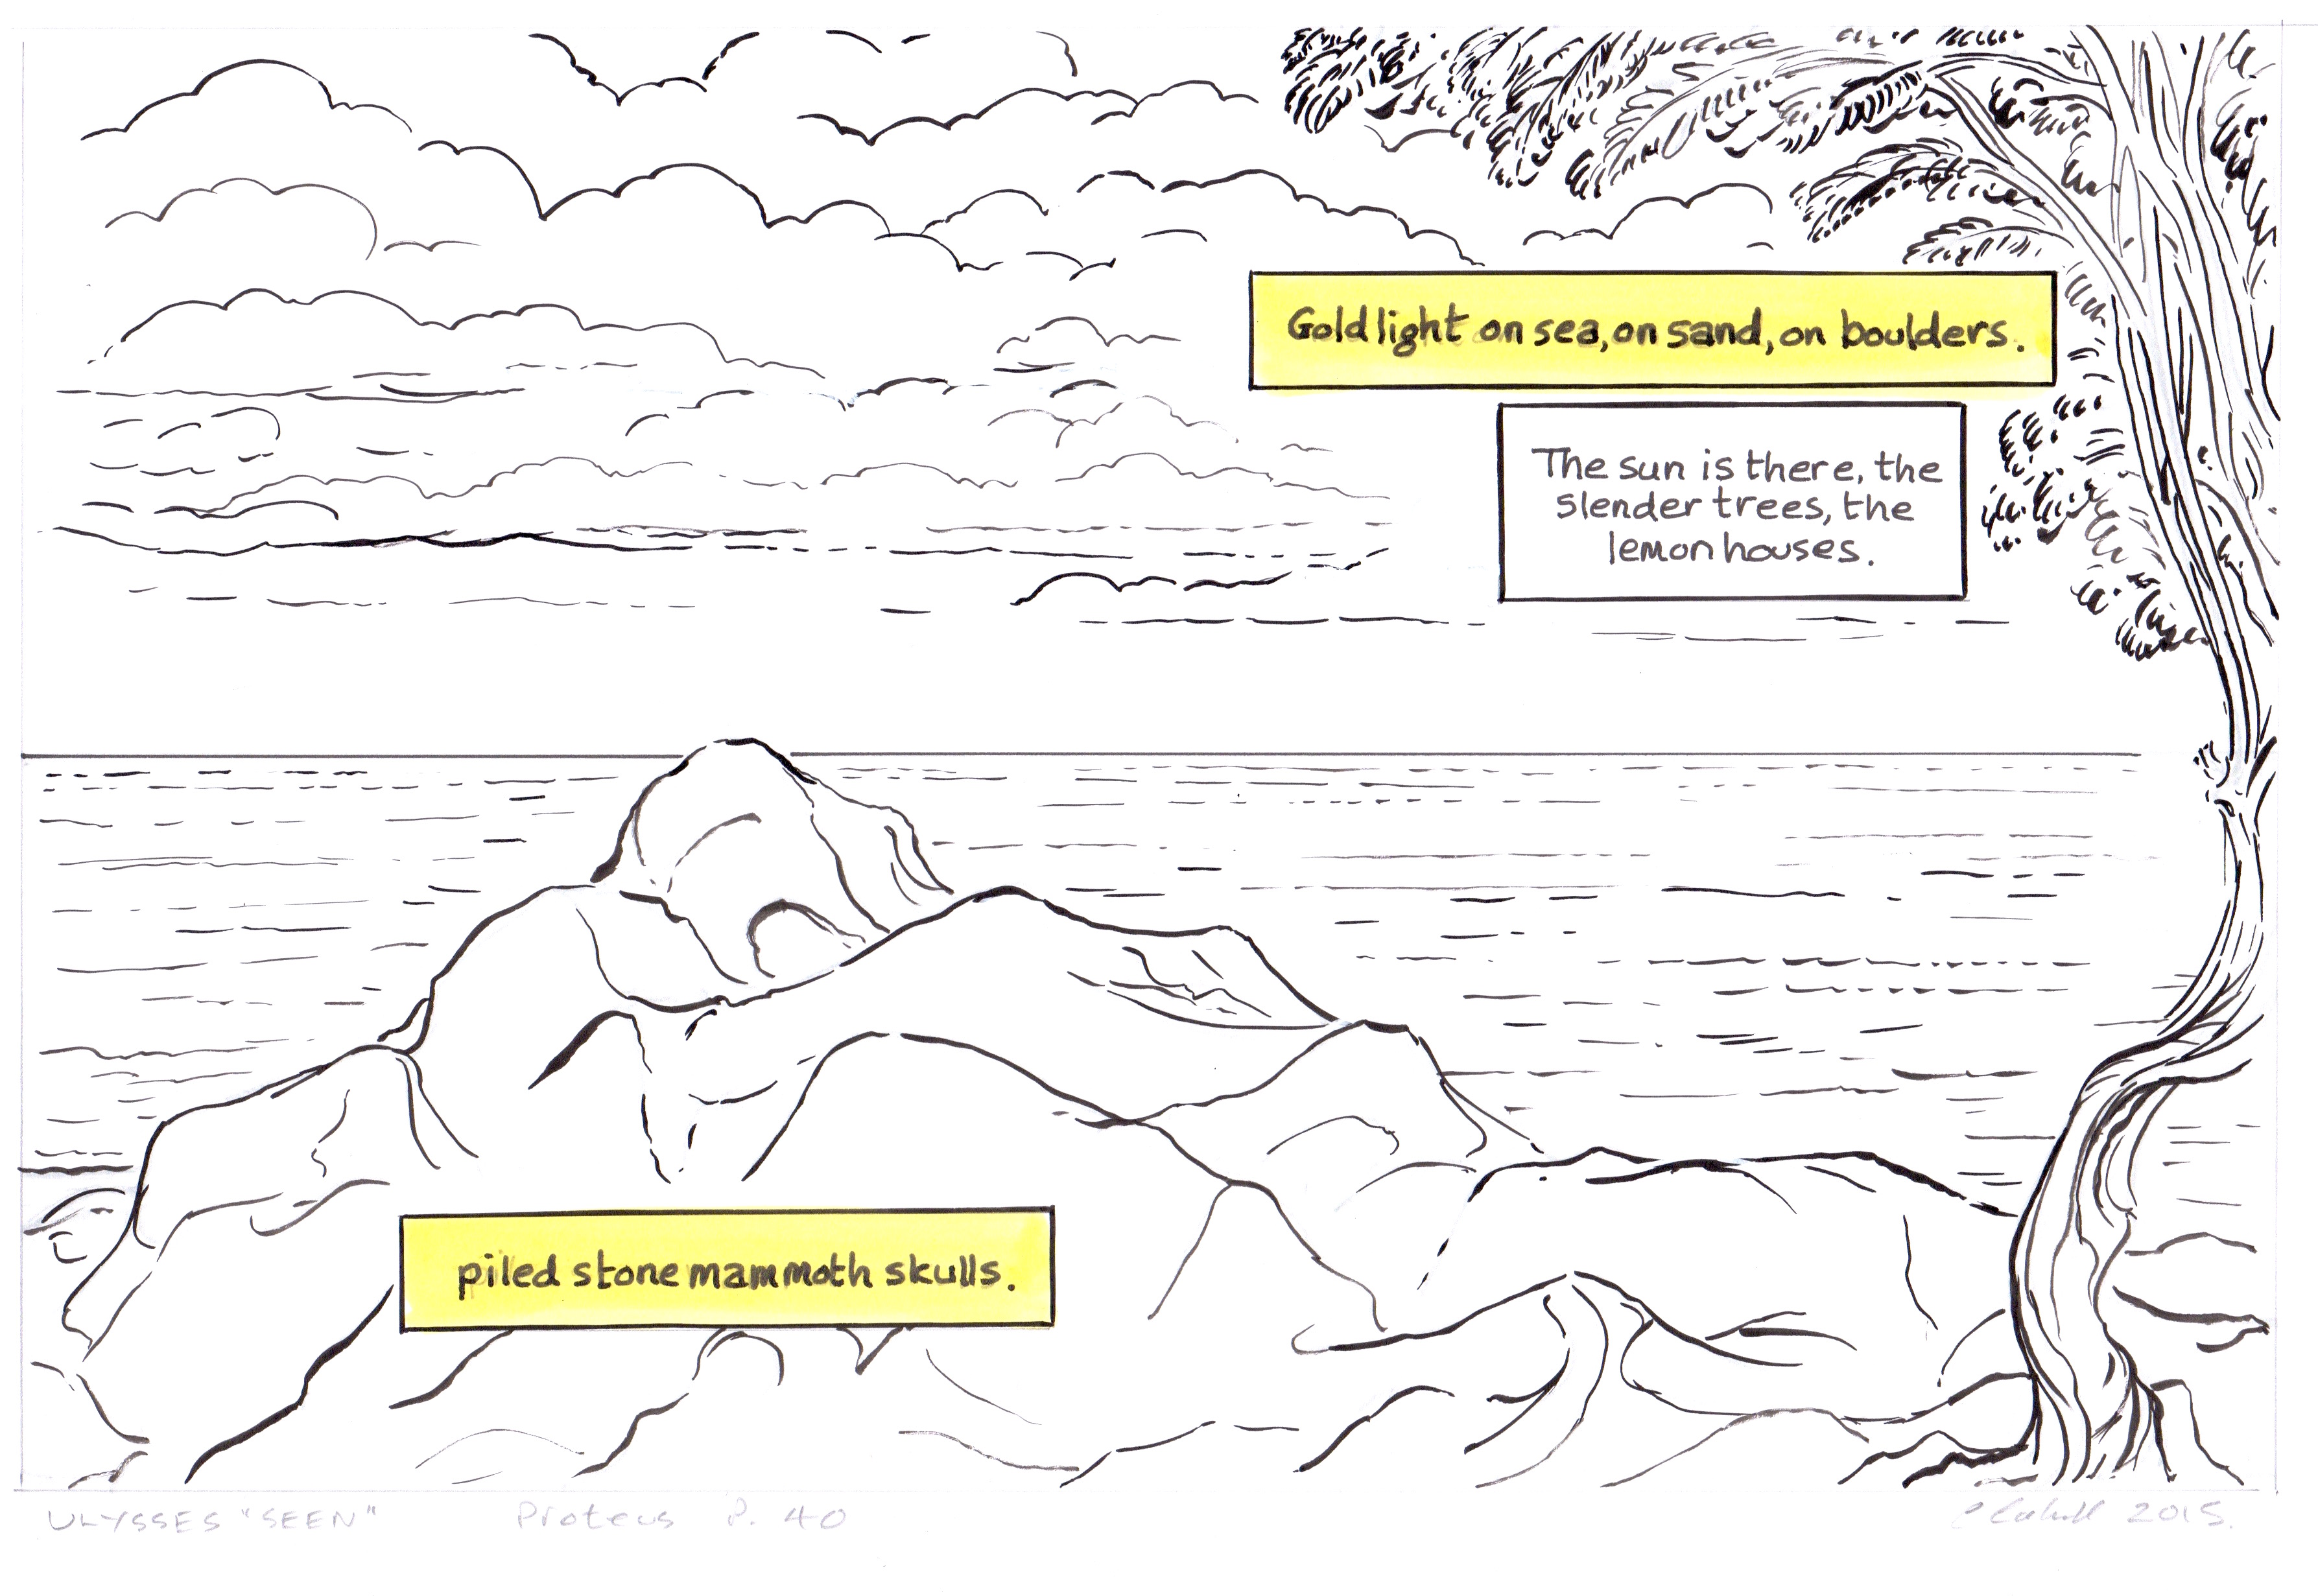 Gold light on sea, on sand, on boulders.
The sun is there, the
slender trees, the
lemon houses.
piled stone mammoth skulls.
ULYSSES "SEEN" Proteus P. 40
2015.